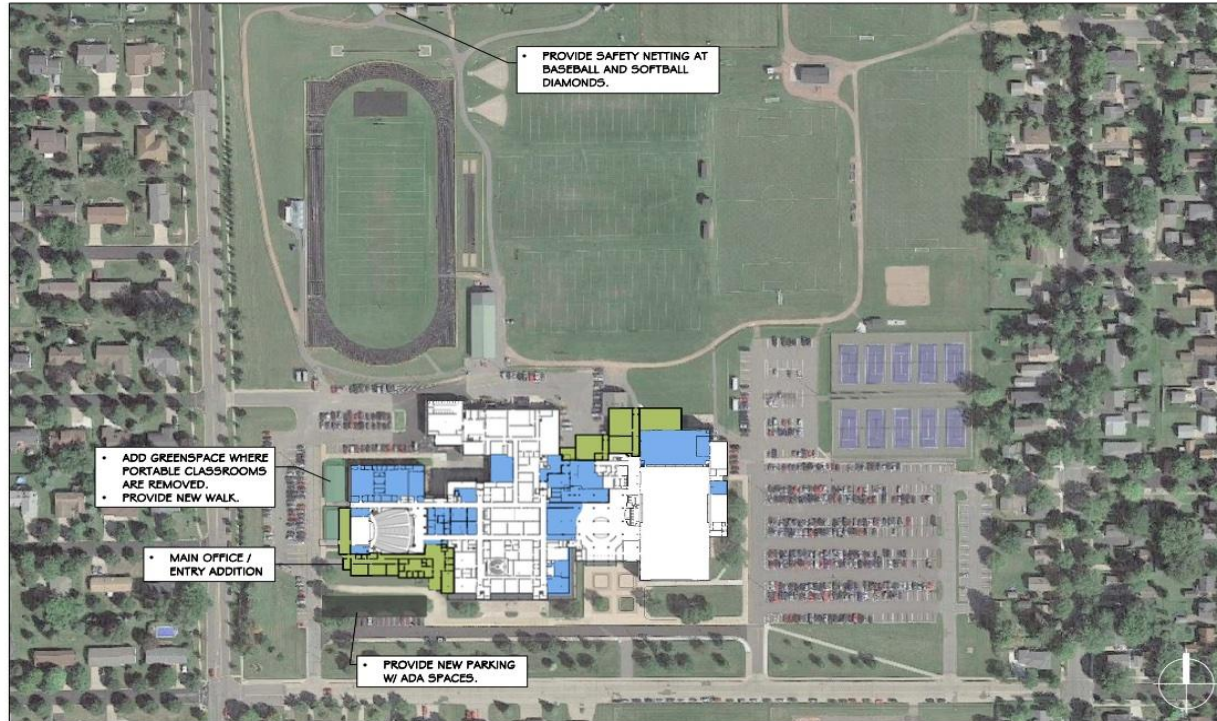 • PROVIDE SAFETY NETTING AT
BASEBALL AND SOFTBALL
DIAMONDS.
• ADD GREENSPACE WHERE
PORTABLE CLASSROOMS
ARE REMOVED.
• PROVIDE NEW WALK.
• MAIN OFFICE /
ENTRY ADDITION
• PROVIDE NEW PARKING
W/ ADA SPACES.